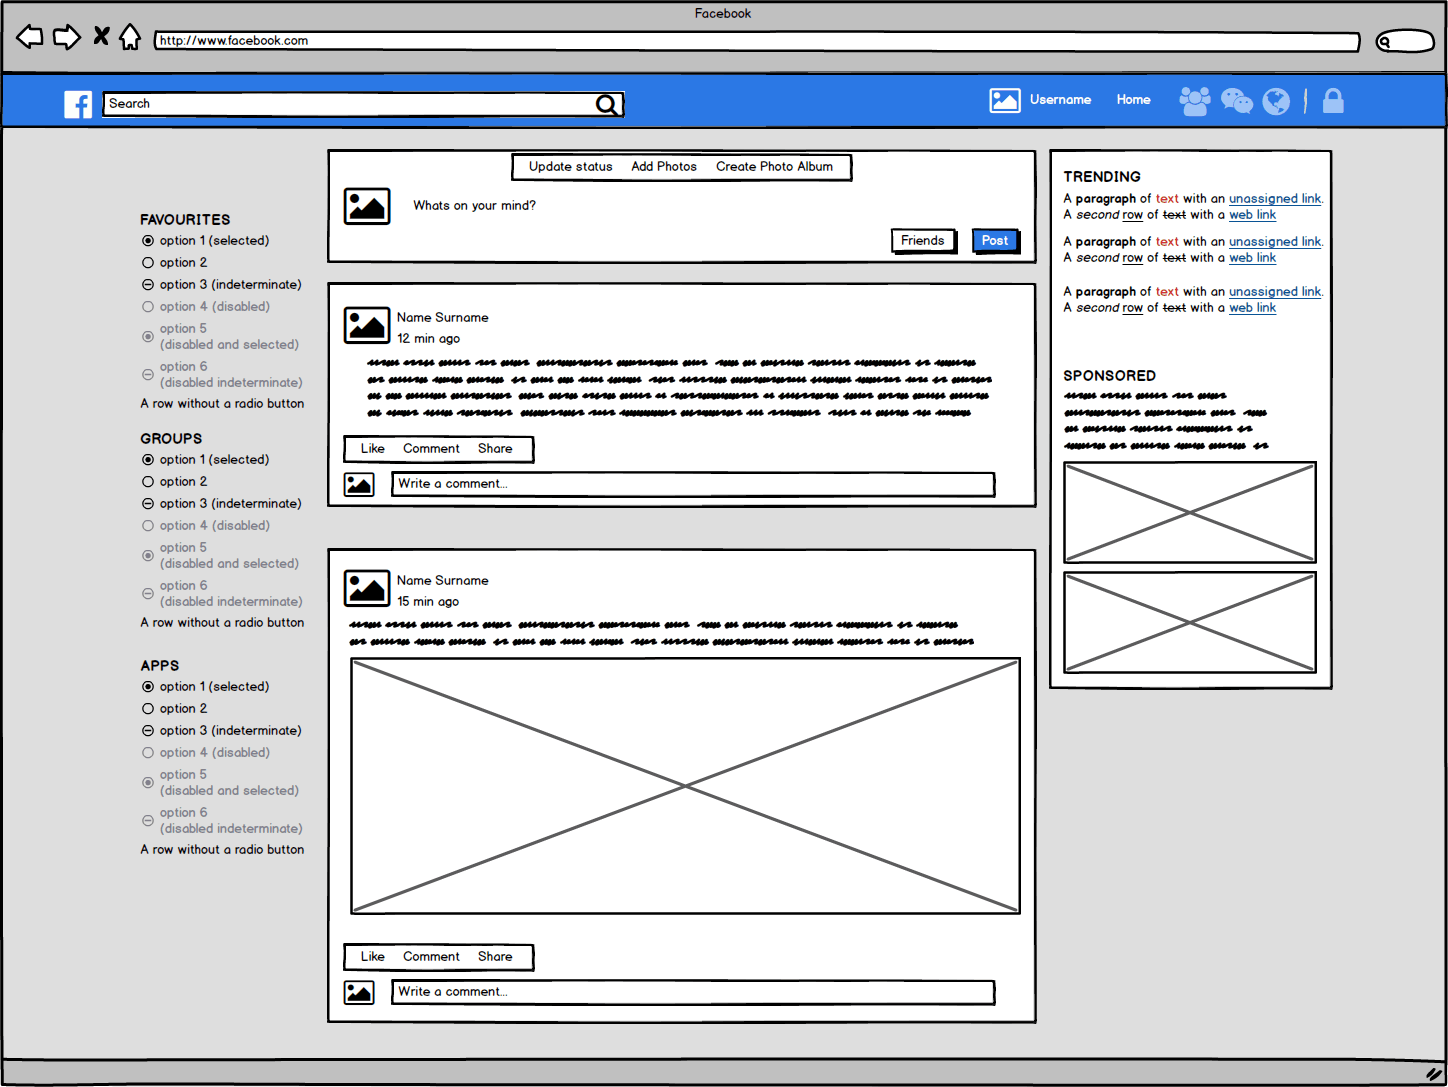 Facebook
http://www.facebook.com
Search
Username Home
FAVOURITES
option 1 (selected)
option 2
option 3 (indeterminate)
option 4 (disabled)
option 5
(disabled and selected)
option 6
(disabled indeterminate)
A row without a radio button
GROUPS
option 1 (selected)
option 2
option 3 (indeterminate)
option 4 (disabled)
option 5
(disabled and selected)
option 6
(disabled indeterminate)
A row without a radio button
APPS
option 1 (selected)
option 2
option 3 (indeterminate)
option 4 (disabled)
option 5
(disabled and selected)
option 6
(disabled indeterminate)
A row without a radio button
Update status Add Photos Create Photo Album
Whats on your mind?
Friends Post
Name Surname
12 min ago
Like Comment Share
Write a comment...
Name Surname
15 min ago
Like Comment Share
Write a comment...
TRENDING
A paragraph of text with an unassigned link.
A second row of text with a web link
A paragraph of text with an unassigned link.
A second row of text with a web link
A paragraph of text with an unassigned link.
A second row of text with a web link
SPONSORED